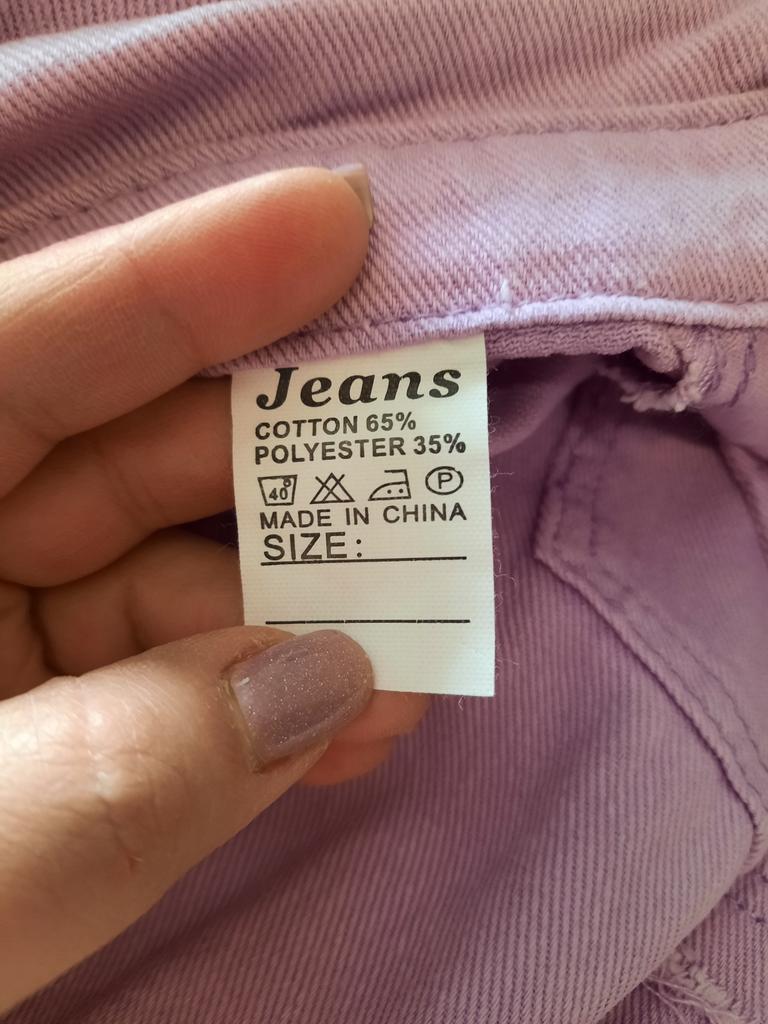 Jeans
COTTON 65%
POLYESTER 35%
40° P
MADE IN CHINA
SIZE: